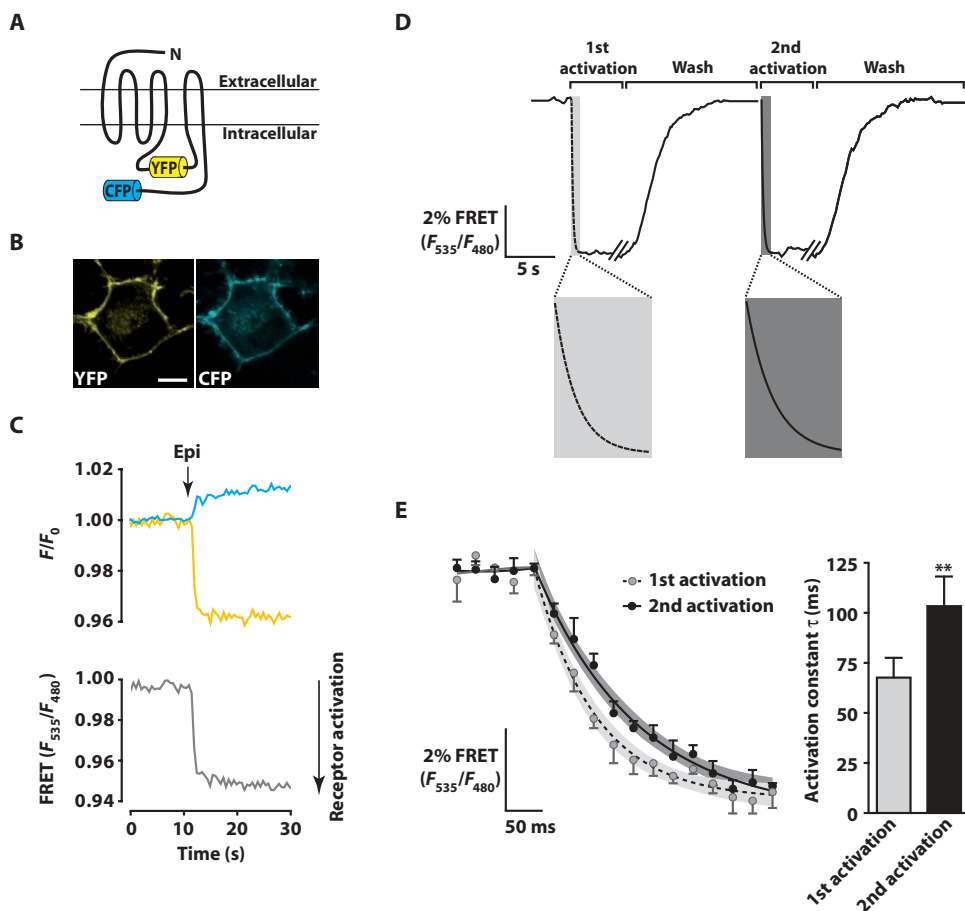 A
N
Extracellular
Intracellular
YFP
CFP
B
YFP
CFP
C
Epi
1.02
1.00
0.98
0.96
F/F0
1.00
0.98
0.96
0.94
FRET (F535/F480)
Receptor activation
0
10
20
30
Time (s)
D
1st
activation
Wash
2nd
activation
Wash
2% FRET
(F535/F480)
5 s
E
1st activation
2nd activation
2% FRET
(F535/F480)
50 ms
125
100
75
50
25
0
Activation constant τ (ms)
**
1st activation
2nd activation